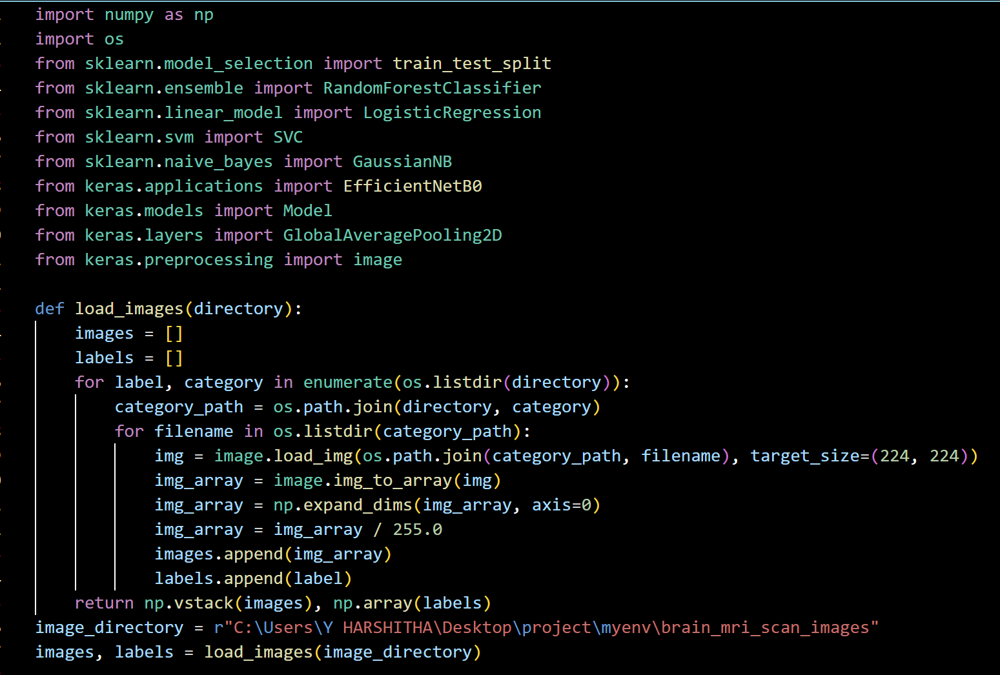 import numpy as np
import os
from sklearn.model_selection import train_test_split
from sklearn.ensemble import RandomForestClassifier
from sklearn.linear_model import LogisticRegression
from sklearn.svm import SVC
from sklearn.naive_bayes import GaussianNB
from keras.applications import EfficientNetB0
from keras.models import Model
from keras.layers import GlobalAveragePooling2D
from keras.preprocessing import image

def load_images(directory):
    images = []
    labels = []
    for label, category in enumerate(os.listdir(directory)):
        category_path = os.path.join(directory, category)
        for filename in os.listdir(category_path):
            img = image.load_img(os.path.join(category_path, filename), target_size=(224, 224))
            img_array = image.img_to_array(img)
            img_array = np.expand_dims(img_array, axis=0)
            img_array = img_array / 255.0
            images.append(img_array)
            labels.append(label)
    return np.vstack(images), np.array(labels)
image_directory = r"C:\Users\Y HARSHITHA\Desktop\project\myenv\brain_mri_scan_images"
images, labels = load_images(image_directory)